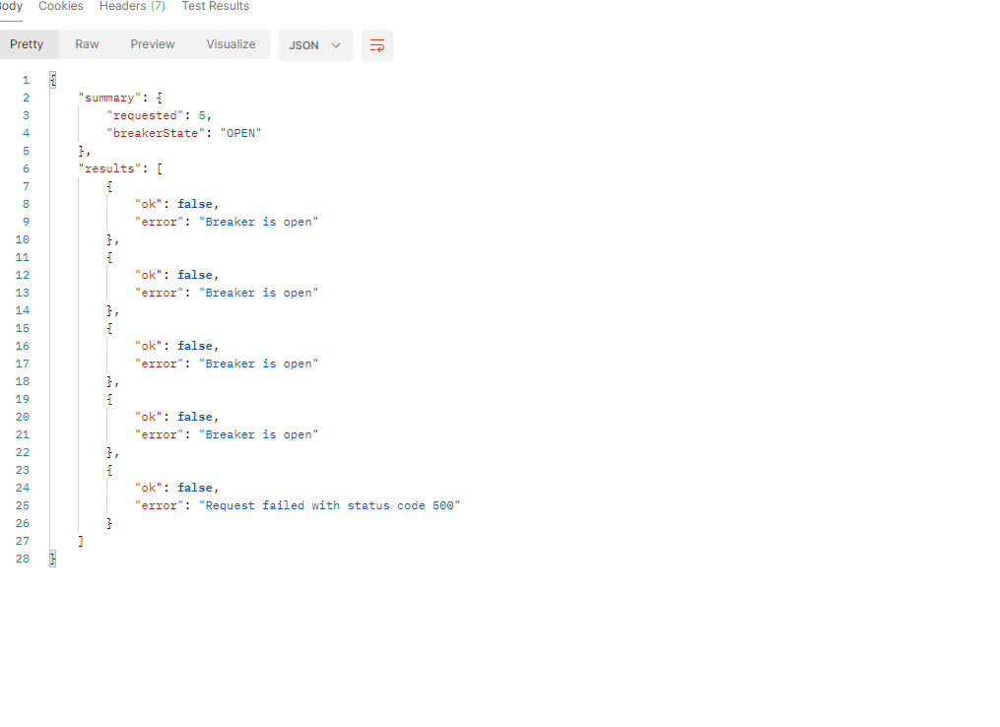 Body Cookies Headers (7) Test Results
Pretty Raw Preview Visualize JSON
1 {
2 "summary": {
3 "requested": 5,
4 "breakerState": "OPEN"
5 },
6 "results": [
7 {
8 "ok": false,
9 "error": "Breaker is open"
10 },
11 {
12 "ok": false,
13 "error": "Breaker is open"
14 },
15 {
16 "ok": false,
17 "error": "Breaker is open"
18 },
19 {
20 "ok": false,
21 "error": "Breaker is open"
22 },
23 {
24 "ok": false,
25 "error": "Request failed with status code 500"
26 }
27 ]
28 }